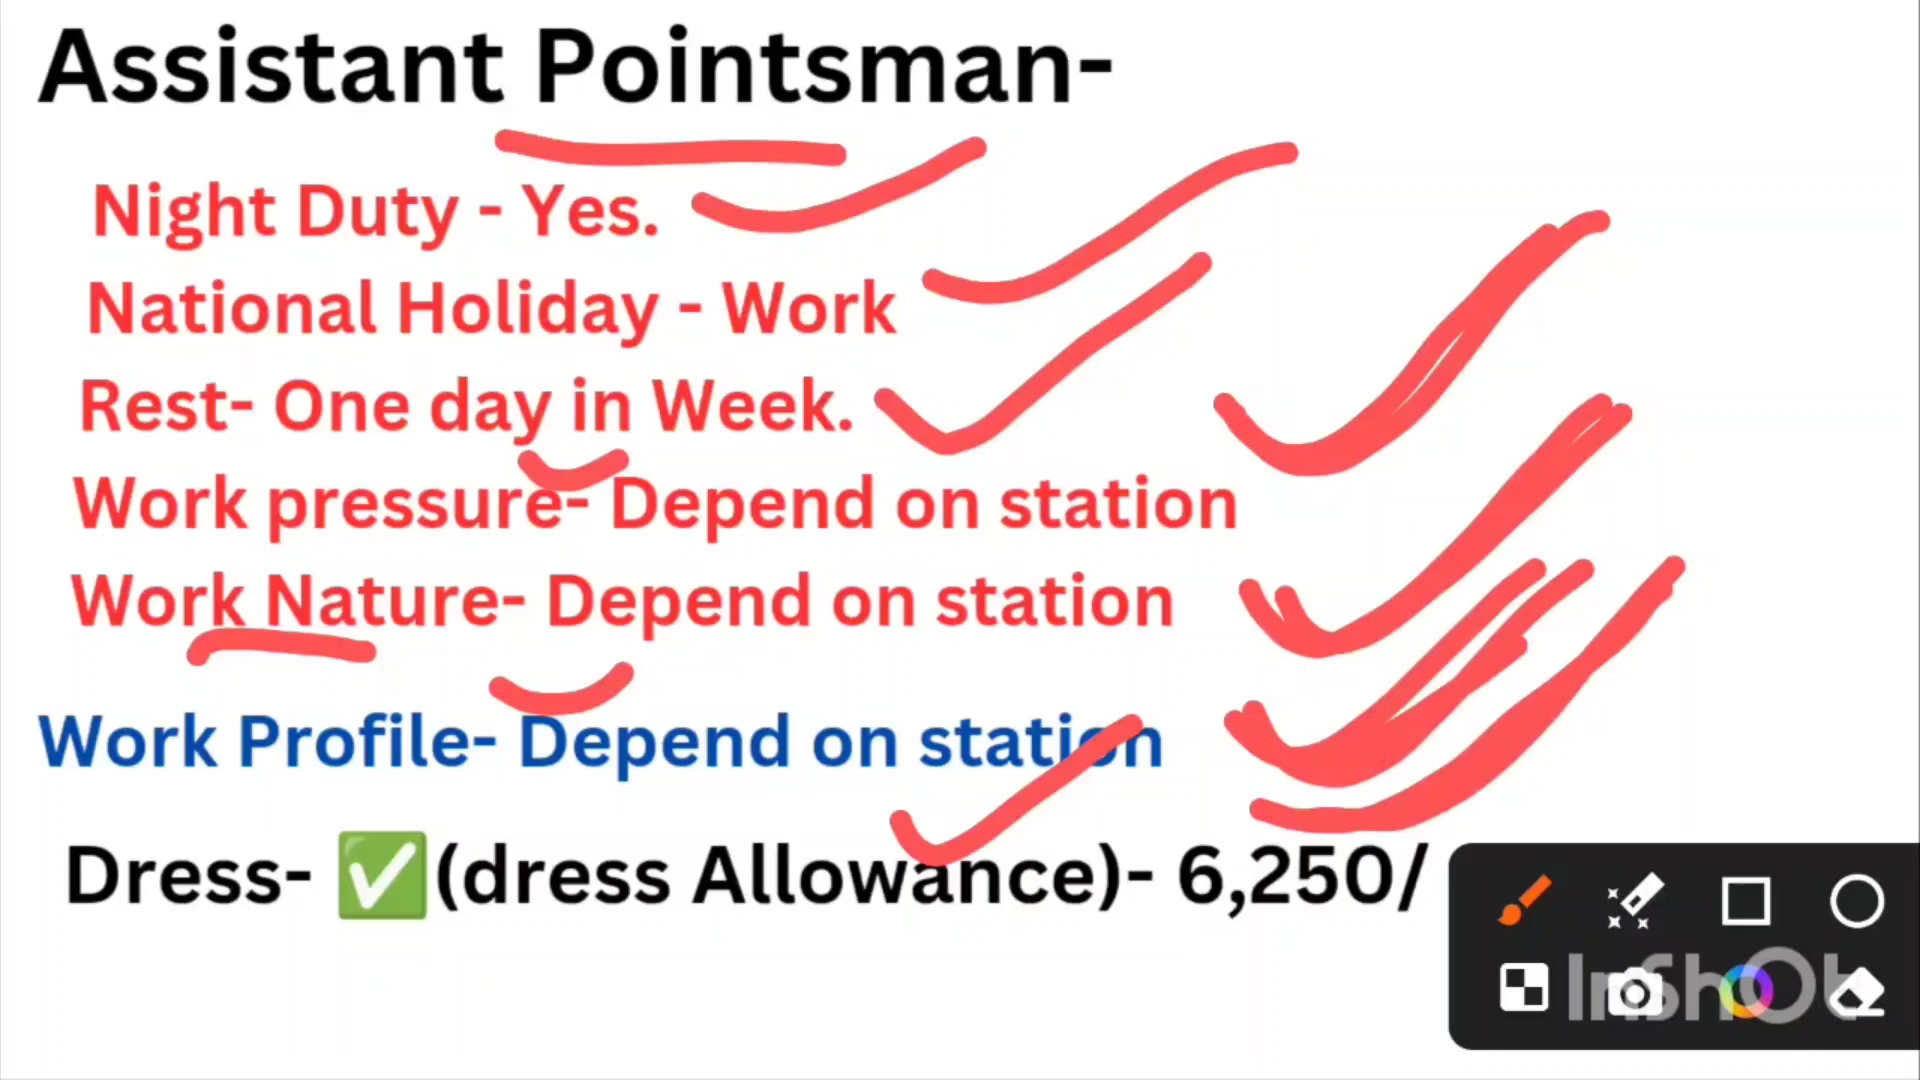 Assistant Pointsman-
Night Duty - Yes.
National Holiday - Work
Rest- One day in Week.
Work pressure- Depend on station
Work Nature- Depend on station
Work Profile- Depend on station
Dress- ✅(dress Allowance)- 6,250/
InShOt